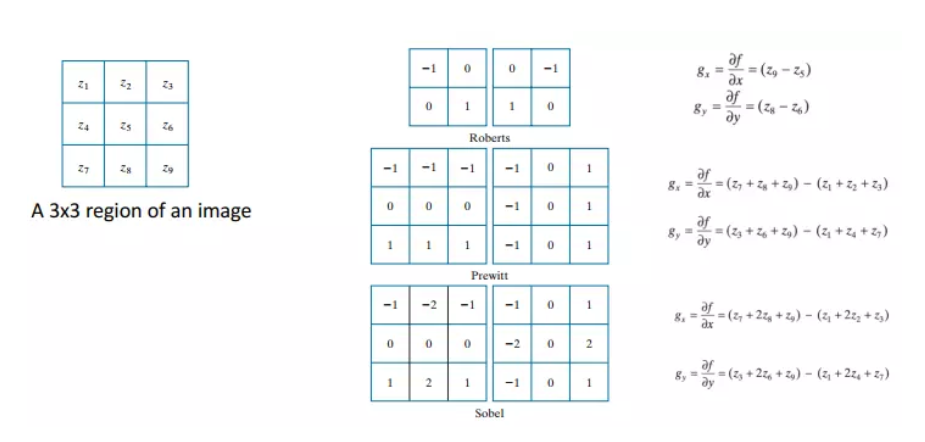 z₁ z₂ z₃
z₄ z₅ z₆
z₇ z₈ z₉
A 3x3 region of an image
−1 0 0 −1
0 1 1 0
Roberts
−1 −1 −1 −1 0 1
0 0 0 −1 0 1
1 1 1 −1 0 1
Prewitt
−1 −2 −1 −1 0 1
0 0 0 −2 0 2
1 2 1 −1 0 1
Sobel
gₓ = ∂f/∂x = (z₉ − z₅)
g_y = ∂f/∂y = (z₈ − z₆)
gₓ = ∂f/∂x = (z₇ + z₈ + z₉) − (z₁ + z₂ + z₃)
g_y = ∂f/∂y = (z₃ + z₆ + z₉) − (z₁ + z₄ + z₇)
gₓ = ∂f/∂x = (z₇ + 2z₈ + z₉) − (z₁ + 2z₂ + z₃)
g_y = ∂f/∂y = (z₃ + 2z₆ + z₉) − (z₁ + 2z₄ + z₇)